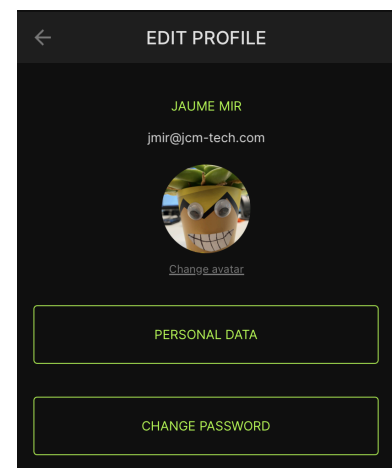 EDIT PROFILE
JAUME MIR
jmir@jcm-tech.com
Change avatar
PERSONAL DATA
CHANGE PASSWORD